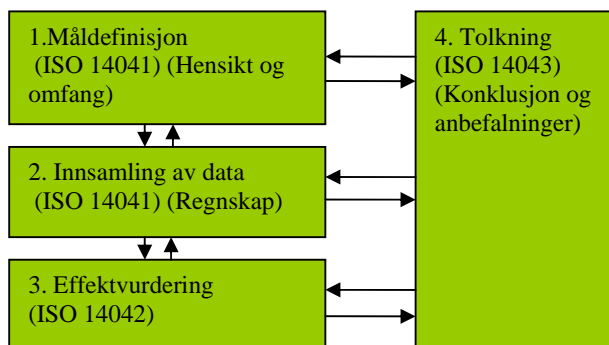 1.Måldefinisjon
(ISO 14041) (Hensikt og
omfang)
2. Innsamling av data
(ISO 14041) (Regnskap)
3. Effektvurdering
(ISO 14042)
4. Tolkning
(ISO 14043)
(Konklusjon og
anbefalninger)